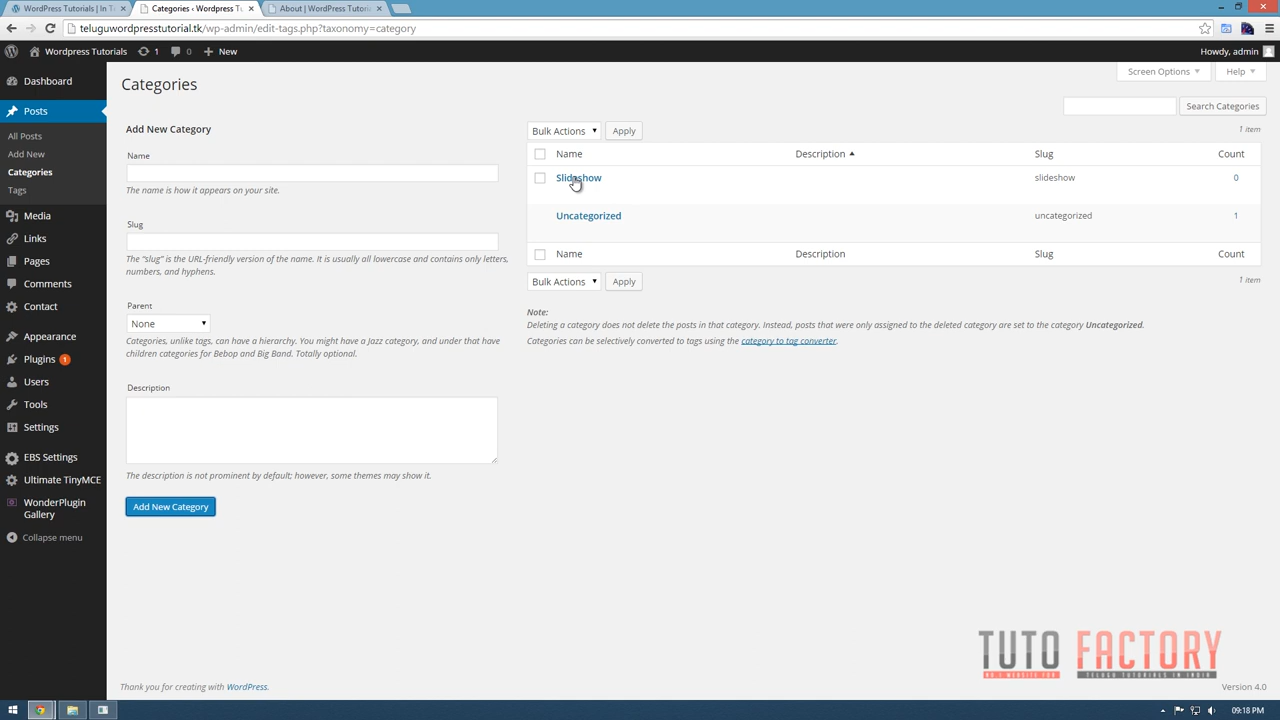 WordPress Tutorials | In T
Categories ‹ Wordpress T
About | WordPress Tutori
teluguwordpresstutorial.tk/wp-admin/edit-tags.php?taxonomy=category
Wordpress Tutorials
1
0
New
Howdy, admin
Dashboard
Posts
All Posts
Add New
Categories
Tags
Media
Links
Pages
Comments
Contact
Appearance
Plugins 1
Users
Tools
Settings
EBS Settings
Ultimate TinyMCE
WonderPlugin
Gallery
Collapse menu
Screen Options
Help
Categories
Search Categories
Add New Category
Name
The name is how it appears on your site.
Slug
The “slug” is the URL-friendly version of the name. It is usually all lowercase and contains only letters,
numbers, and hyphens.
Parent
None
Categories, unlike tags, can have a hierarchy. You might have a Jazz category, and under that have
children categories for Bebop and Big Band. Totally optional.
Description
The description is not prominent by default; however, some themes may show it.
Add New Category
Bulk Actions Apply
1 item
Name Description Slug Count
Slideshow slideshow 0
Uncategorized uncategorized 1
Name Description Slug Count
Bulk Actions Apply
1 item
Note:
Deleting a category does not delete the posts in that category. Instead, posts that were only assigned to the deleted category are set to the category Uncategorized.
Categories can be selectively converted to tags using the category to tag converter.
TUTO FACTORY
NO.1 WEBSITE FOR TELUGU TUTORIALS IN INDIA
Thank you for creating with WordPress.
Version 4.0
09:18 PM